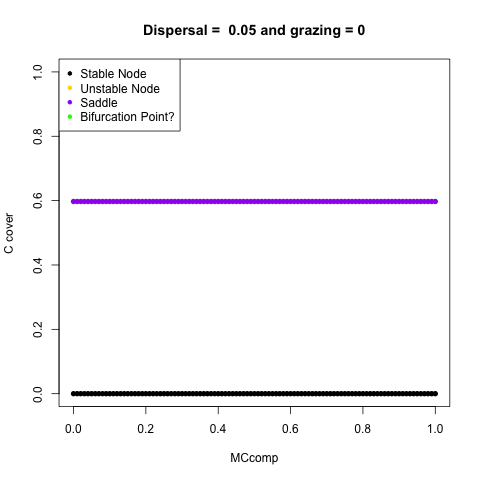 Dispersal =  0.05 and grazing = 0
Stable Node
Unstable Node
Saddle
Bifurcation Point?
1.0
0.8
0.6
0.4
0.2
0.0
C cover
0.0 0.2 0.4 0.6 0.8 1.0
MCcomp